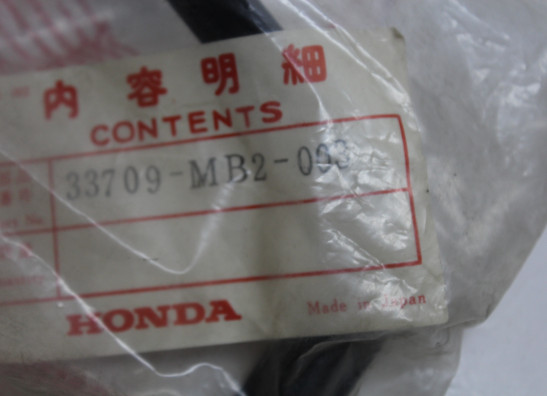 内容明細
CONTENTS
33709-MB2-003
HONDA
Made in Japan